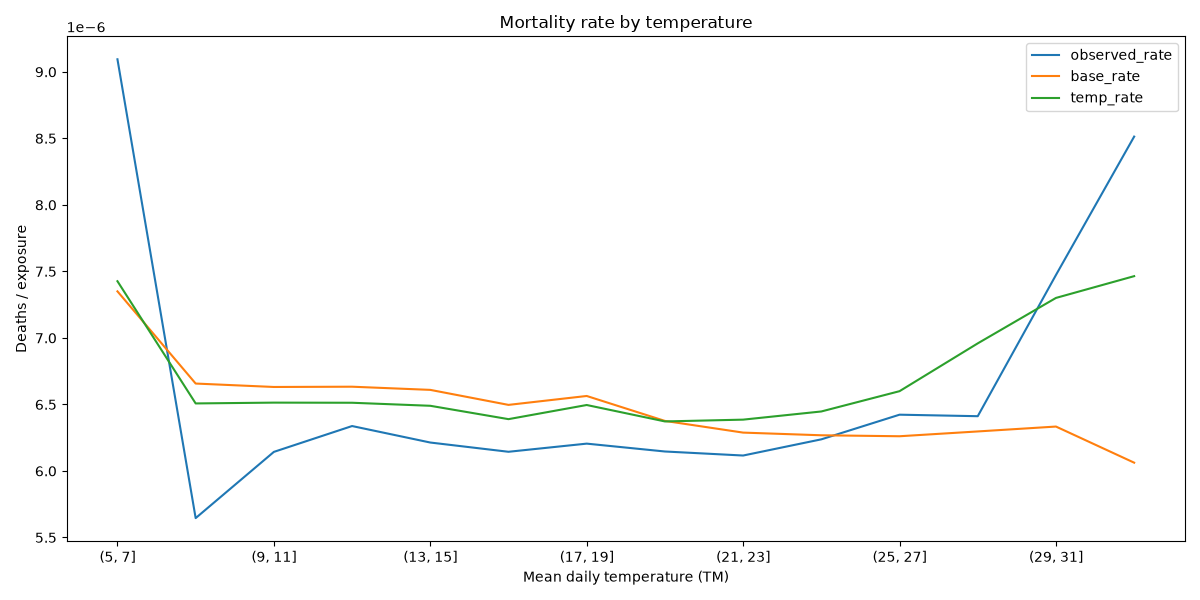 Mortality rate by temperature
1e−6
observed_rate
base_rate
temp_rate
9.0
8.5
8.0
7.5
7.0
6.5
6.0
5.5
Deaths / exposure
(5, 7]
(9, 11]
(13, 15]
(17, 19]
(21, 23]
(25, 27]
(29, 31]
Mean daily temperature (TM)